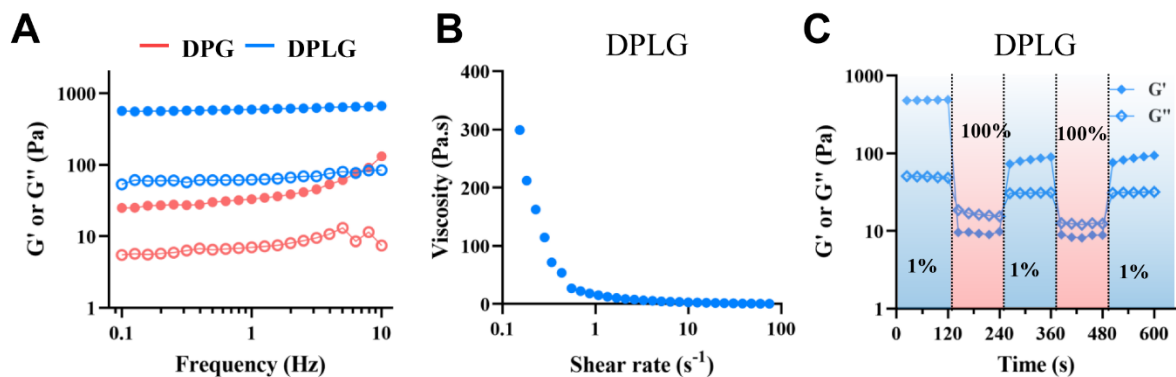 A
DPG DPLG
G' or G" (Pa)
1000
100
10
1
0.1 1 10
Frequency (Hz)
B
DPLG
Viscosity (Pa.s)
400
300
200
100
0
0.1 1 10 100
Shear rate (s⁻¹)
C
DPLG
G' or G" (Pa)
1000
100
10
1
G'
G"
100% 100%
1% 1% 1%
0 120 240 360 480 600
Time (s)